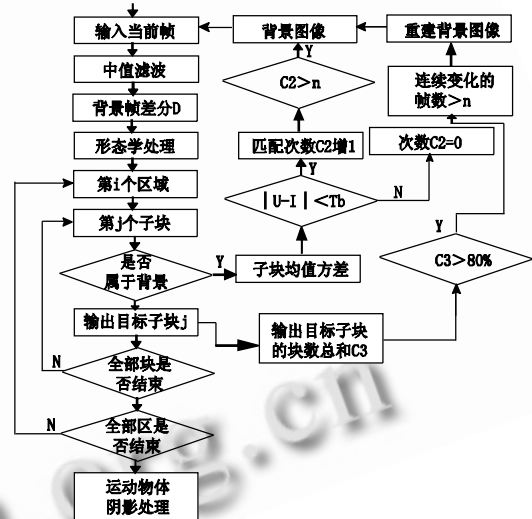 输入当前帧
背景图像
重建背景图像
中值滤波
Y
C2>n
连续变化的
帧数>n
背景帧差分D
形态学处理
匹配次数C2增1
次数C2=0
第i个区域
Y
|U-I|<Tb
N
第j个子块
Y
是否
属于背景
Y
子块均值方差
C3>80%
输出目标子块j
输出目标子块
的块数总和C3
N
全部块是
否结束
N
全部区是
否结束
运动物体
阴影处理
og.cn